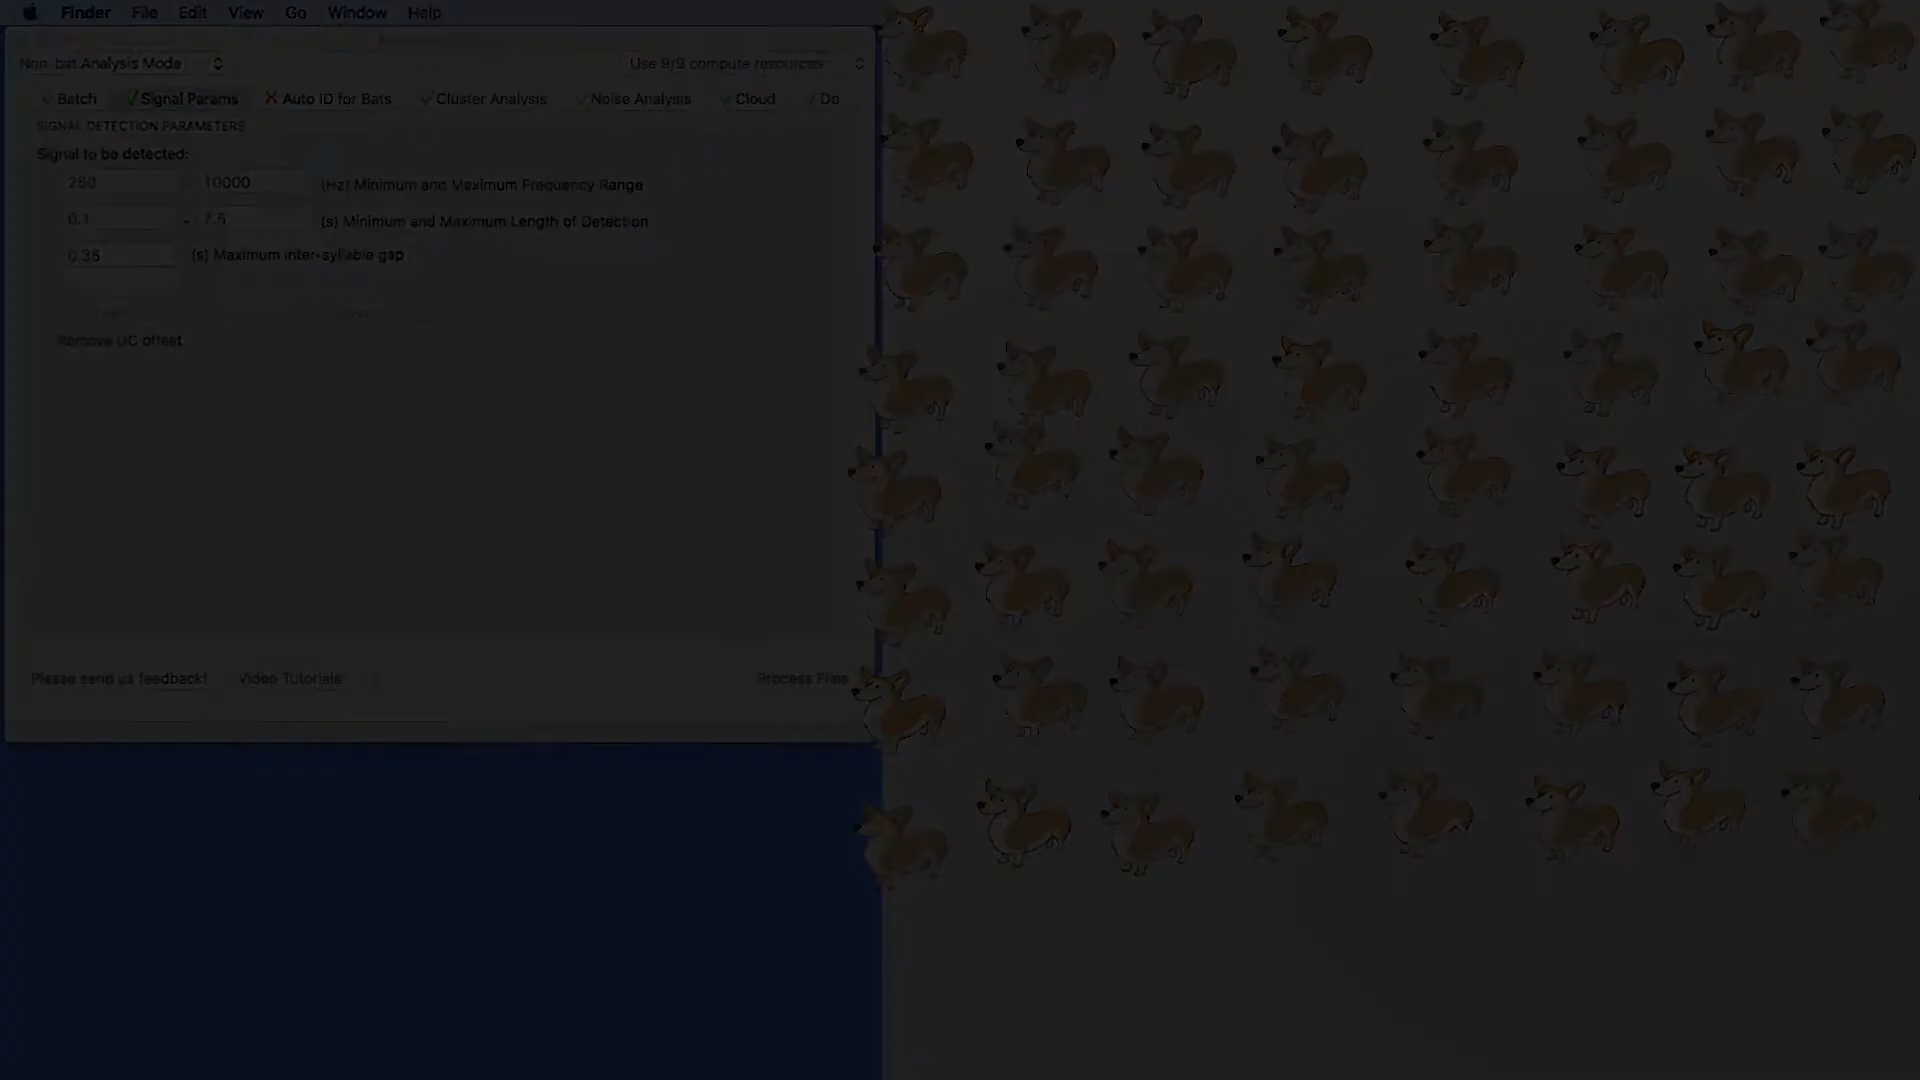 Finder File Edit View Go Window Help
Non-bat Analysis Mode Use 9/9 compute resources
Batch Signal Params Auto ID for Bats Cluster Analysis Noise Analysis Cloud Do
SIGNAL DETECTION PARAMETERS
Signal to be detected:
250 - 10000 (Hz) Minimum and Maximum Frequency Range
0.1 - 7.5 (s) Minimum and Maximum Length of Detection
0.35 (s) Maximum inter-syllable gap
Remove DC offset
Please send us feedback! Video Tutorials Process Files